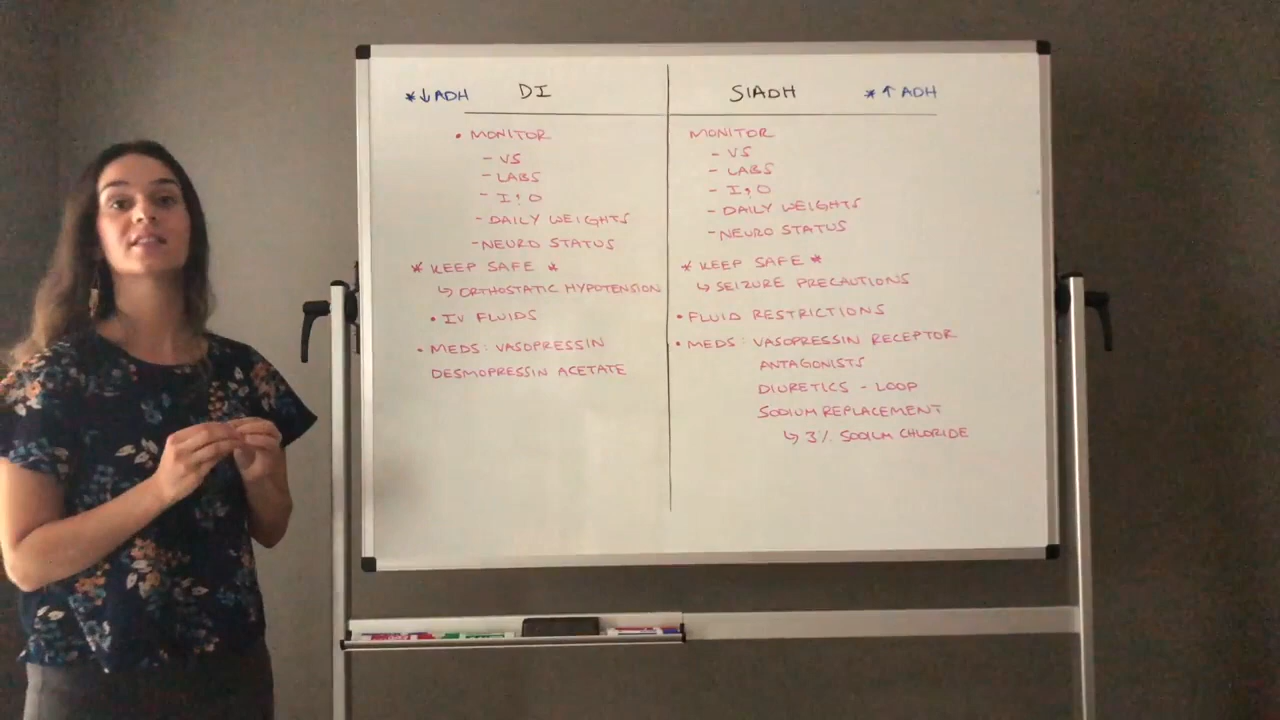 *↓ADH DI
• MONITOR
- VS
- LABS
- I & O
- DAILY WEIGHTS
- NEURO STATUS
* KEEP SAFE *
↳ ORTHOSTATIC HYPOTENSION
• IV FLUIDS
• MEDS: VASOPRESSIN
DESMOPRESSIN ACETATE
SIADH *↑ ADH
MONITOR
- VS
- LABS
- I & O
- DAILY WEIGHTS
- NEURO STATUS
* KEEP SAFE *
↳ SEIZURE PRECAUTIONS
• FLUID RESTRICTIONS
• MEDS: VASOPRESSIN RECEPTOR
ANTAGONISTS
DIURETICS - LOOP
SODIUM REPLACEMENT
↳ 3% SODIUM CHLORIDE